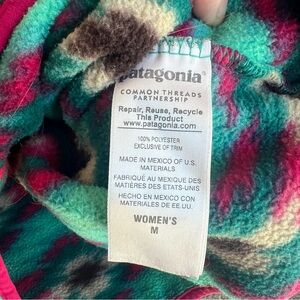 patagonia®
COMMON THREADS
PARTNERSHIP
Repair, Reuse, Recycle
This Product
www.patagonia.com
100% POLYESTER
EXCLUSIVE OF TRIM
MADE IN MEXICO OF U.S.
MATERIALS
FABRIQUÉ AU MEXIQUE DES
MATIÈRES DES ETATS-UNIS
HECHO EN MEXICO CON
MATERIALES DE EE.UU.
WOMEN'S
M